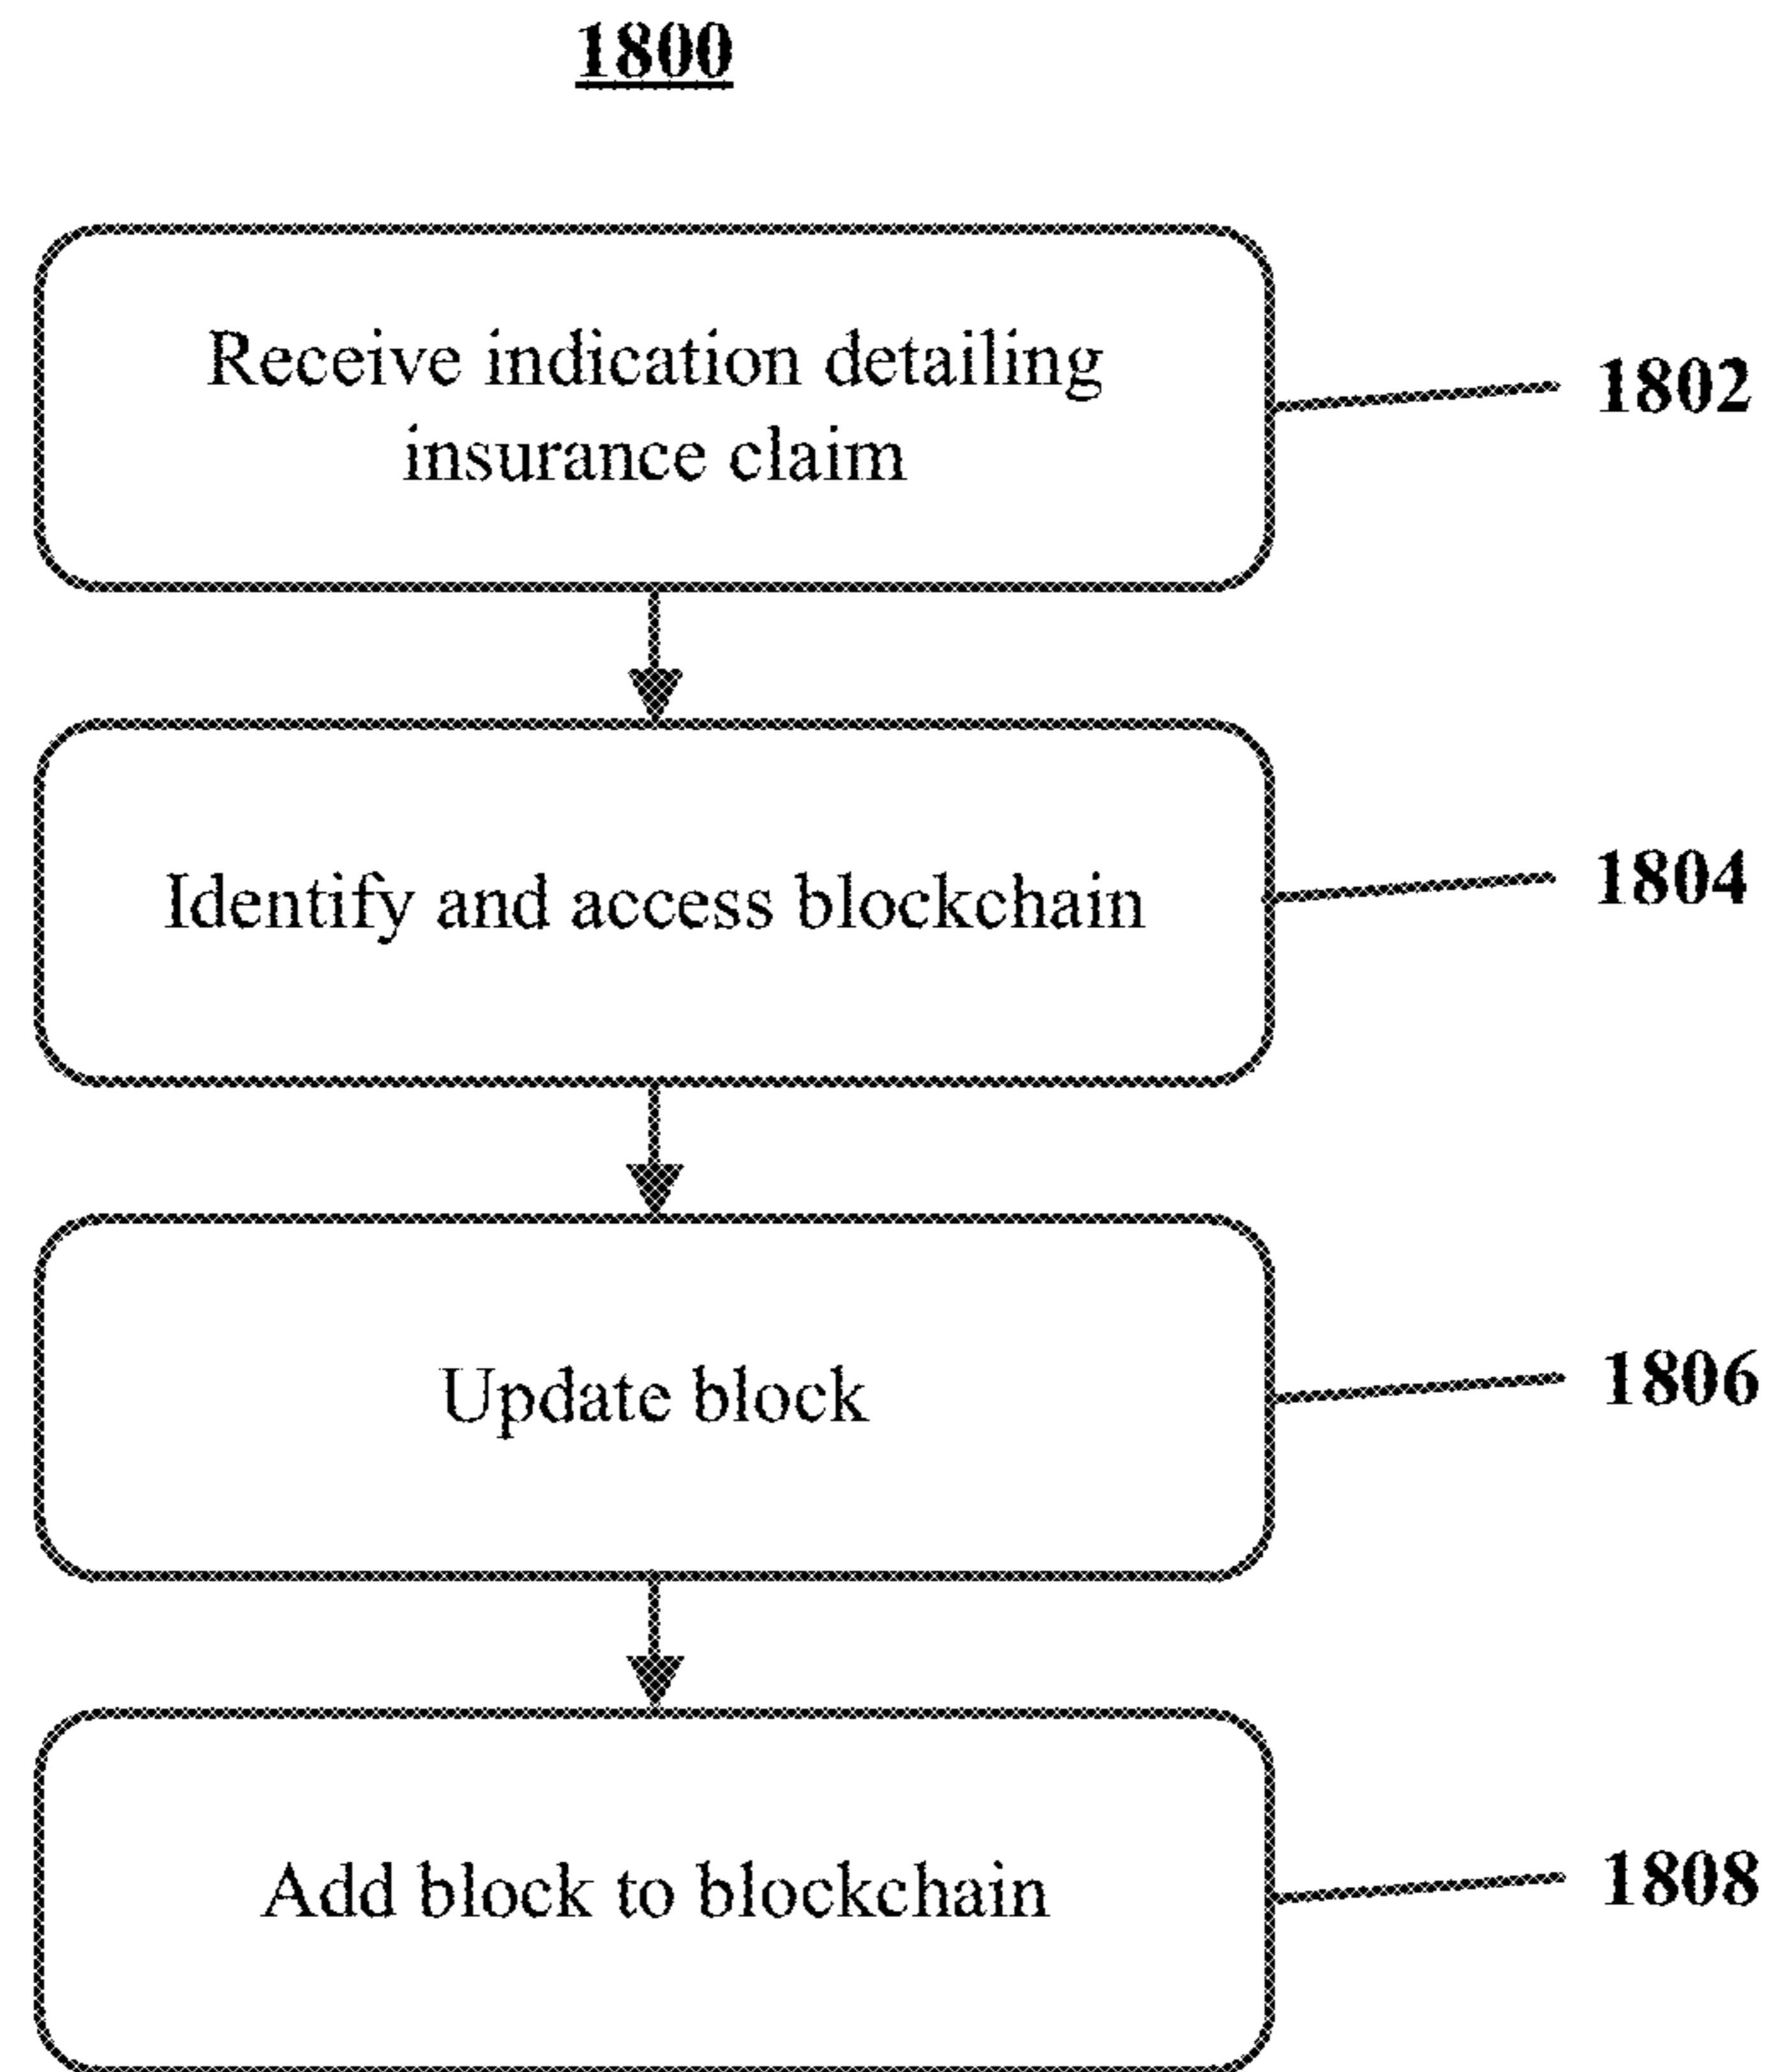 1800
Receive indication detailing
insurance claim
1802
Identify and access blockchain
1804
Update block
1806
Add block to blockchain
1808